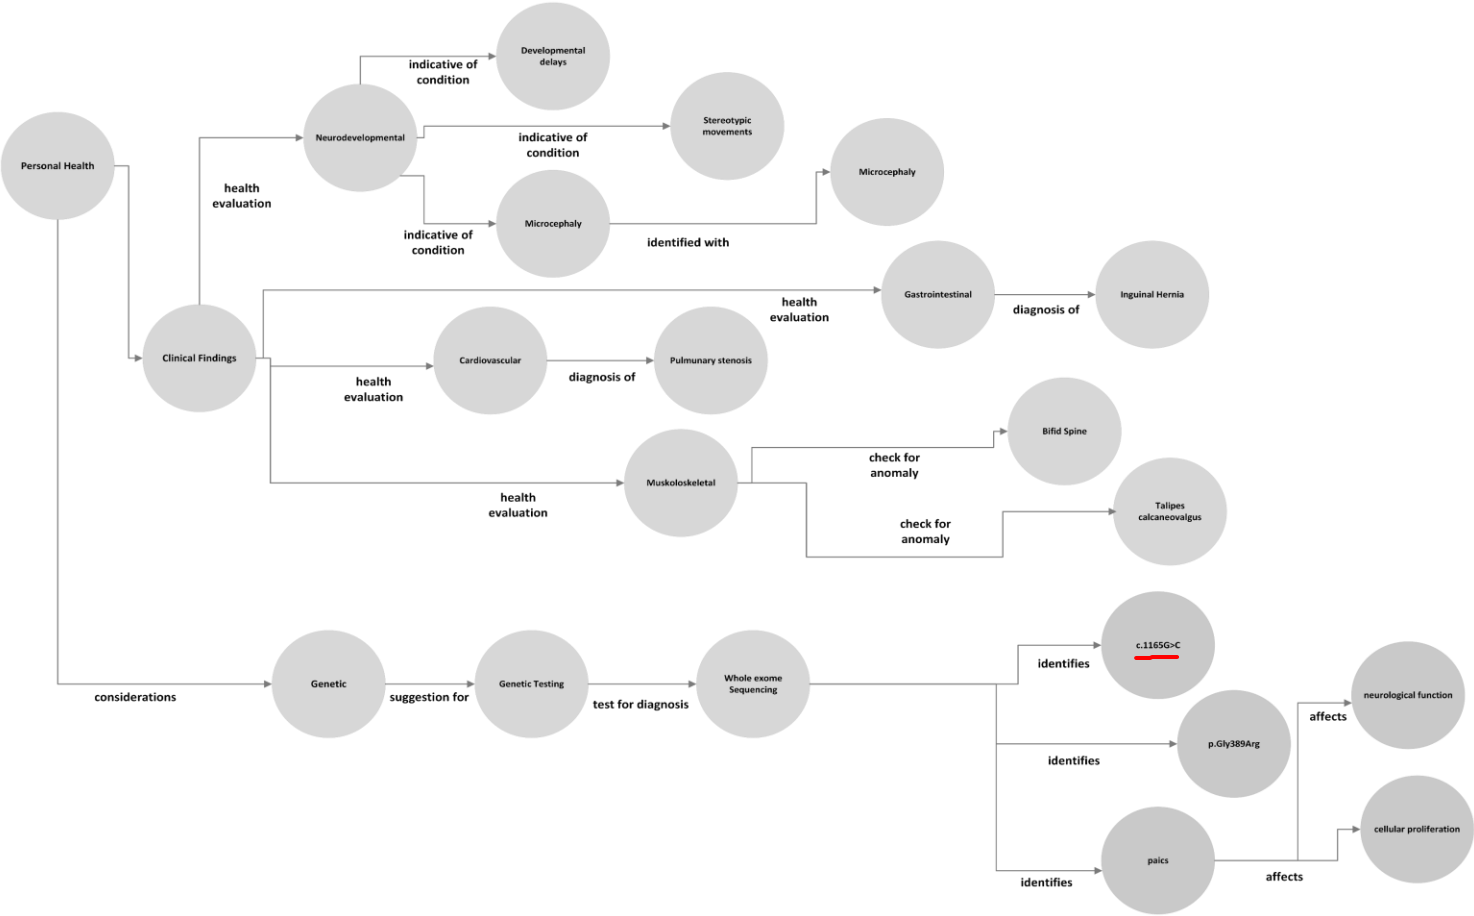 Developmental
delays
indicative of
condition
Neurodevelopmental
Stereotypic
movements
indicative of
condition
Personal Health
Microcephaly
health
evaluation
Microcephaly
indicative of
condition
identified with
Gastrointestinal
Inguinal Hernia
health
evaluation
diagnosis of
Clinical Findings
Cardiovascular
Pulmunary stenosis
health
evaluation
diagnosis of
Bifid Spine
check for
anomaly
Muskoloskeletal
health
evaluation
Talipes
calcaneovalgus
check for
anomaly
c.1165G>C
identifies
Genetic
Genetic Testing
Whole exome
Sequencing
considerations
suggestion for
test for diagnosis
neurological function
affects
p.Gly389Arg
identifies
cellular proliferation
paics
identifies
affects